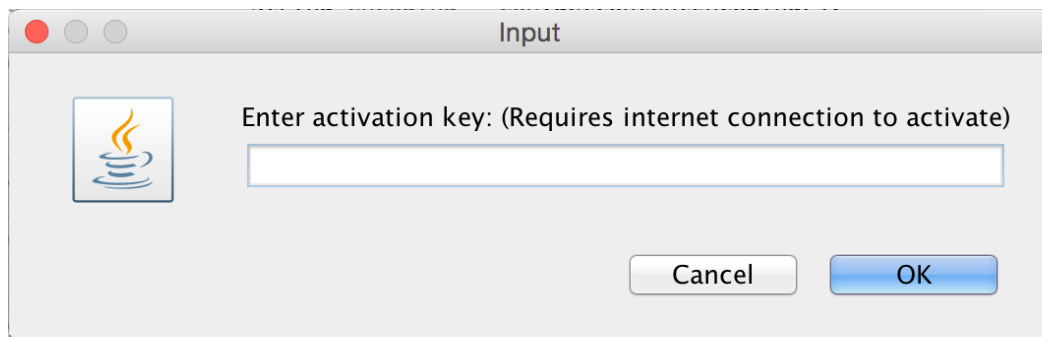 Input
Enter activation key: (Requires internet connection to activate)
Cancel OK